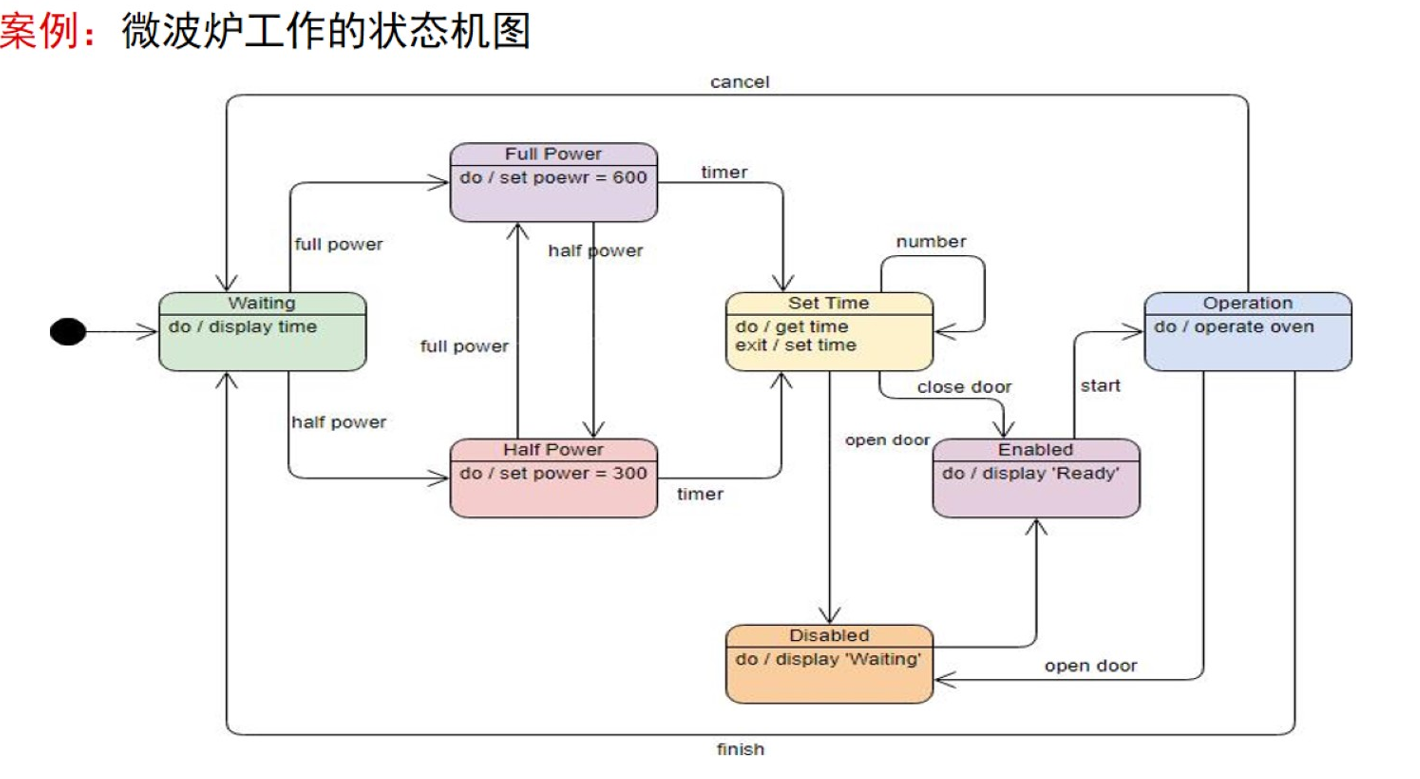 案例：微波炉工作的状态机图
cancel
Full Power
do / set poewr = 600
timer
full power
half power
number
Waiting
do / display time
Set Time
do / get time
exit / set time
Operation
do / operate oven
full power
close door
start
half power
open door
Half Power
do / set power = 300
Enabled
do / display 'Ready'
timer
Disabled
do / display 'Waiting'
open door
finish